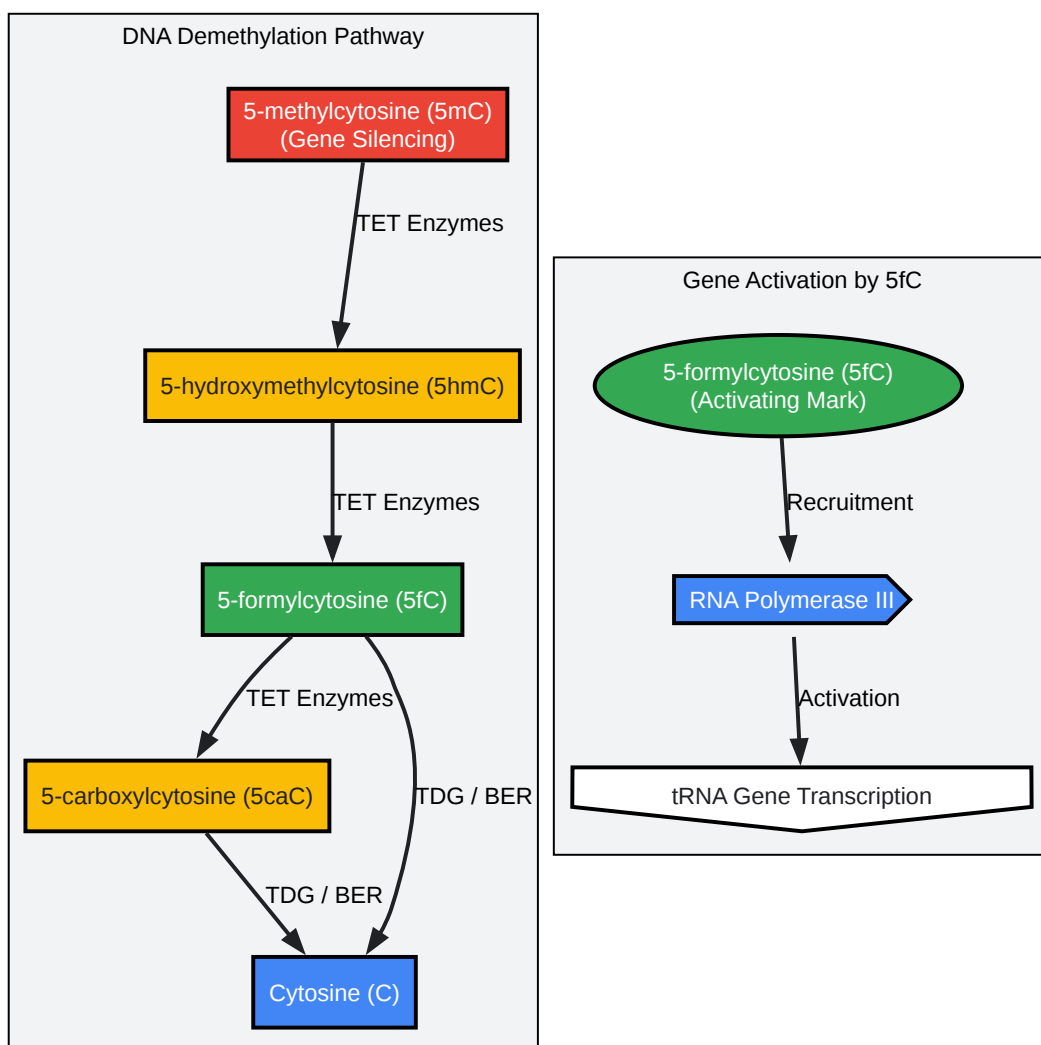 DNA Demethylation Pathway
5-methylcytosine (5mC)
(Gene Silencing)
TET Enzymes
5-hydroxymethylcytosine (5hmC)
TET Enzymes
5-formylcytosine (5fC)
TET Enzymes
5-carboxylcytosine (5caC)
TDG / BER
TDG / BER
Cytosine (C)
Gene Activation by 5fC
5-formylcytosine (5fC)
(Activating Mark)
Recruitment
RNA Polymerase III
Activation
tRNA Gene Transcription